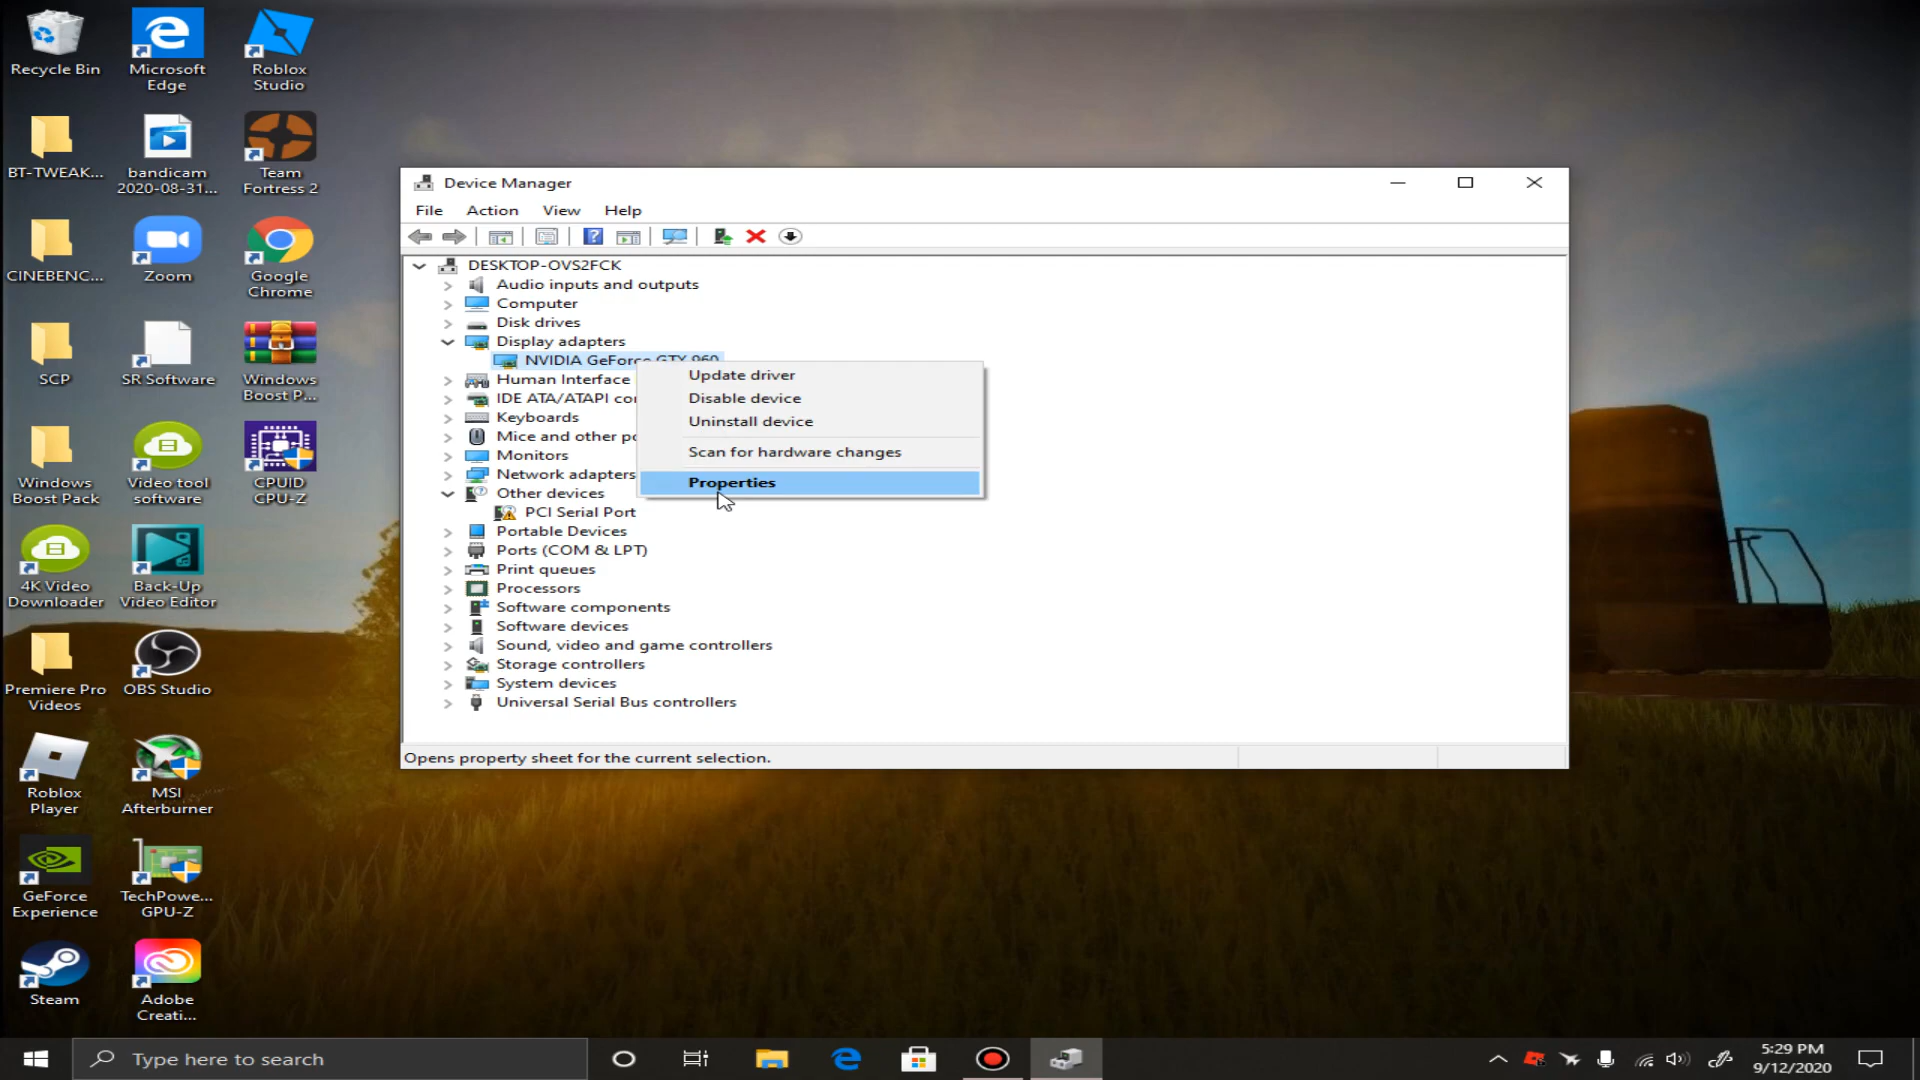 Recycle Bin
Microsoft
Edge
Roblox
Studio
BT-TWEAK...
bandicam
2020-08-31...
Team
Fortress 2
CINEBENC...
Zoom
Google
Chrome
SCP
SR Software
Windows
Boost P...
Windows
Boost Pack
Video tool
software
CPUID
CPU-Z
4K Video
Downloader
Back-Up
Video Editor
Premiere Pro
Videos
OBS Studio
Roblox
Player
MSI
Afterburner
GeForce
Experience
TechPowe...
GPU-Z
Steam
Adobe
Creati...
Device Manager
File Action View Help
DESKTOP-OVS2FCK
Audio inputs and outputs
Computer
Disk drives
Display adapters
NVIDIA GeForce GTX 960
Human Interface
IDE ATA/ATAPI co
Keyboards
Mice and other po
Monitors
Network adapters
Other devices
PCI Serial Port
Portable Devices
Ports (COM & LPT)
Print queues
Processors
Software components
Software devices
Sound, video and game controllers
Storage controllers
System devices
Universal Serial Bus controllers
Update driver
Disable device
Uninstall device
Scan for hardware changes
Properties
Opens property sheet for the current selection.
Type here to search
5:29 PM
9/12/2020